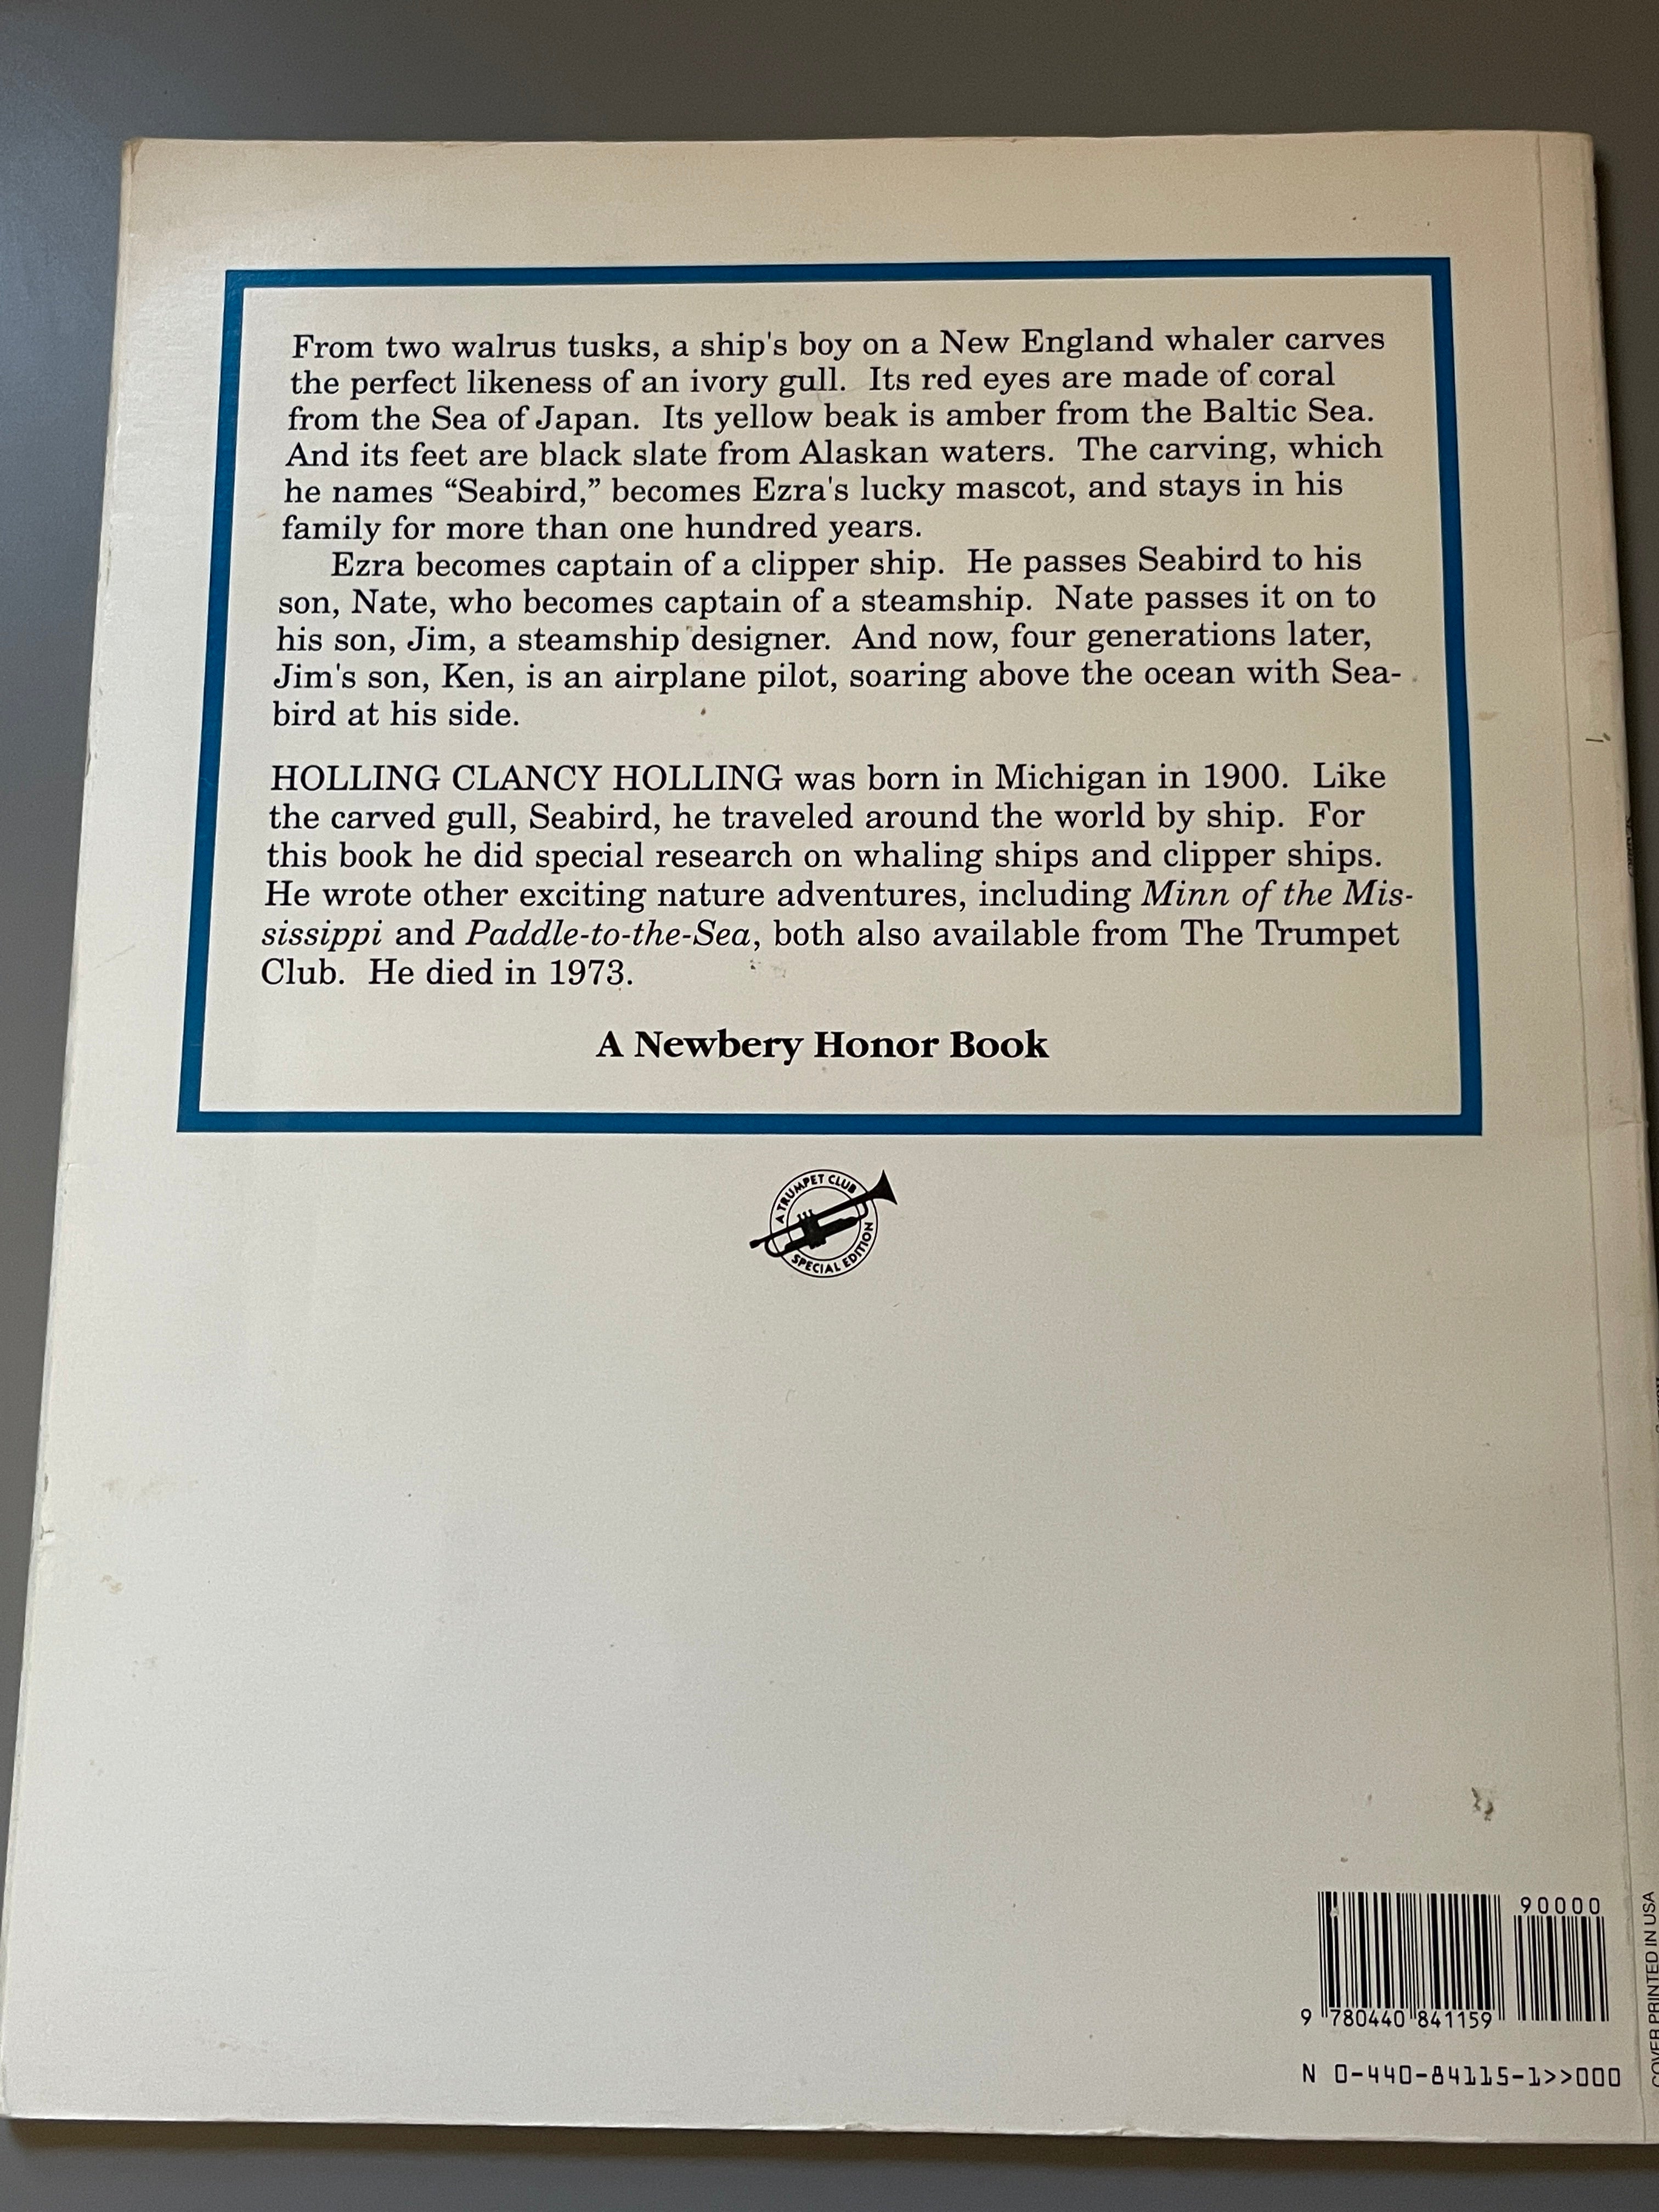 From two walrus tusks, a ship's boy on a New England whaler carves
the perfect likeness of an ivory gull. Its red eyes are made of coral
from the Sea of Japan. Its yellow beak is amber from the Baltic Sea.
And its feet are black slate from Alaskan waters. The carving, which
he names “Seabird,” becomes Ezra's lucky mascot, and stays in his
family for more than one hundred years.
Ezra becomes captain of a clipper ship. He passes Seabird to his
son, Nate, who becomes captain of a steamship. Nate passes it on to
his son, Jim, a steamship designer. And now, four generations later,
Jim's son, Ken, is an airplane pilot, soaring above the ocean with Sea-
bird at his side.
HOLLING CLANCY HOLLING was born in Michigan in 1900. Like
the carved gull, Seabird, he traveled around the world by ship. For
this book he did special research on whaling ships and clipper ships.
He wrote other exciting nature adventures, including Minn of the Mis-
sissippi and Paddle-to-the-Sea, both also available from The Trumpet
Club. He died in 1973.
A Newbery Honor Book
A TRUMPET CLUB
SPECIAL EDITION
90000
9 780440 841159
N 0-440-84115-1>>000
COVER PRINTED IN USA